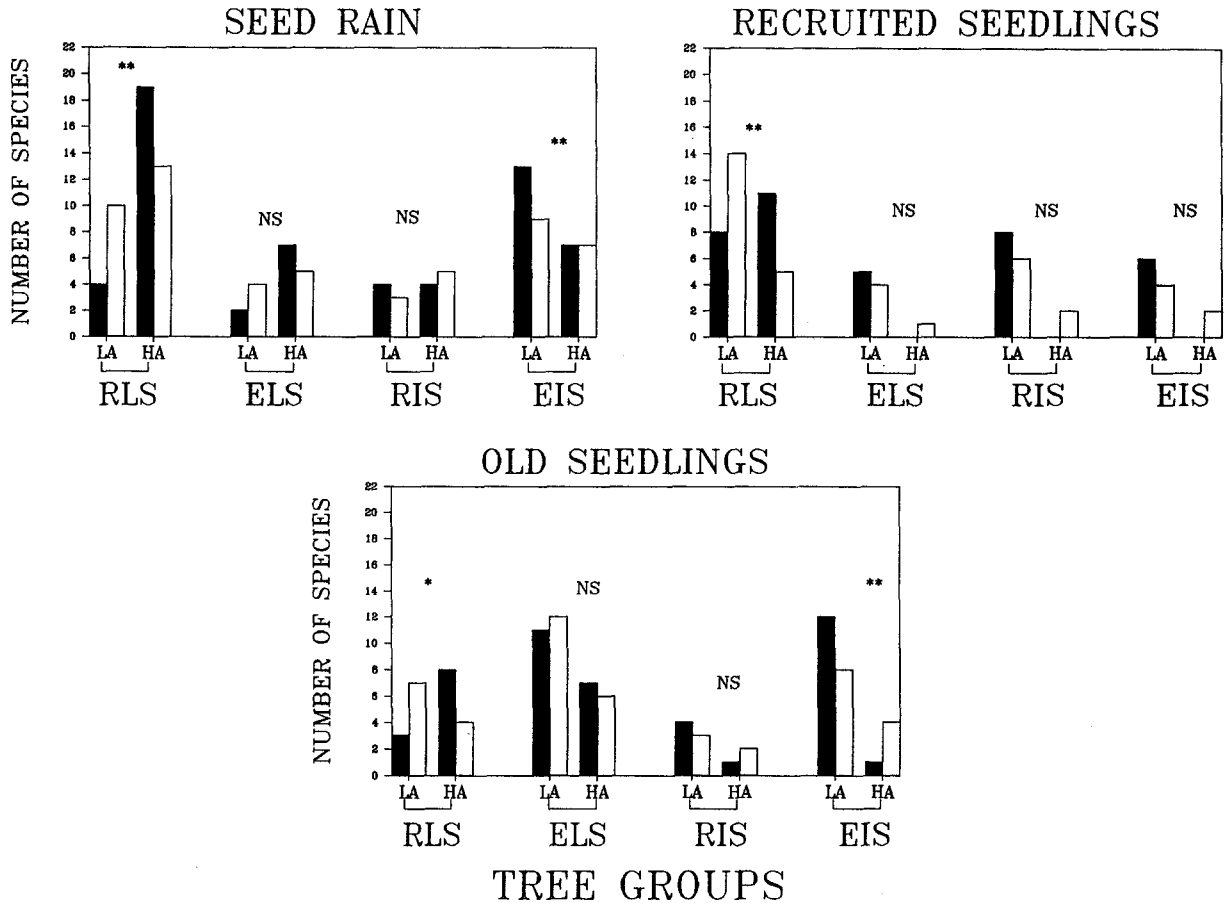 SEED RAIN
NUMBER OF SPECIES
22
20
18
16
14
12
10
8
6
4
2
0
** NS NS **
LA HA LA HA LA HA LA HA
RLS ELS RIS EIS
RECRUITED SEEDLINGS
22
20
18
16
14
12
10
8
6
4
2
0
** NS NS NS
LA HA LA HA LA HA LA HA
RLS ELS RIS EIS
OLD SEEDLINGS
NUMBER OF SPECIES
22
20
18
16
14
12
10
8
6
4
2
0
* NS NS **
LA HA LA HA LA HA LA HA
RLS ELS RIS EIS
TREE GROUPS